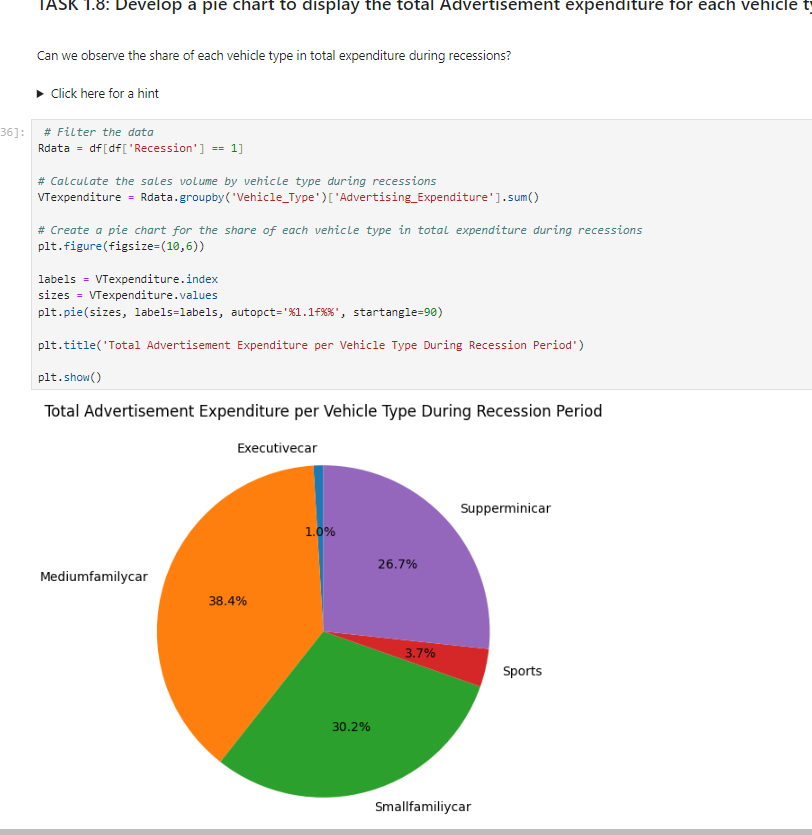 TASK 1.8: Develop a pie chart to display the total Advertisement expenditure for each vehicle
Can we observe the share of each vehicle type in total expenditure during recessions?
▶ Click here for a hint
36]:
# Filter the data
Rdata = df[df['Recession'] == 1]
# Calculate the sales volume by vehicle type during recessions
VTexpenditure = Rdata.groupby('Vehicle_Type')['Advertising_Expenditure'].sum()
# Create a pie chart for the share of each vehicle type in total expenditure during recessions
plt.figure(figsize=(10,6))
labels = VTexpenditure.index
sizes = VTexpenditure.values
plt.pie(sizes, labels=labels, autopct='%1.1f%%', startangle=90)
plt.title('Total Advertisement Expenditure per Vehicle Type During Recession Period')
plt.show()
Total Advertisement Expenditure per Vehicle Type During Recession Period
Executivecar
Supperminicar
1.0%
26.7%
Mediumfamilycar
38.4%
3.7%
Sports
30.2%
Smallfamiliycar